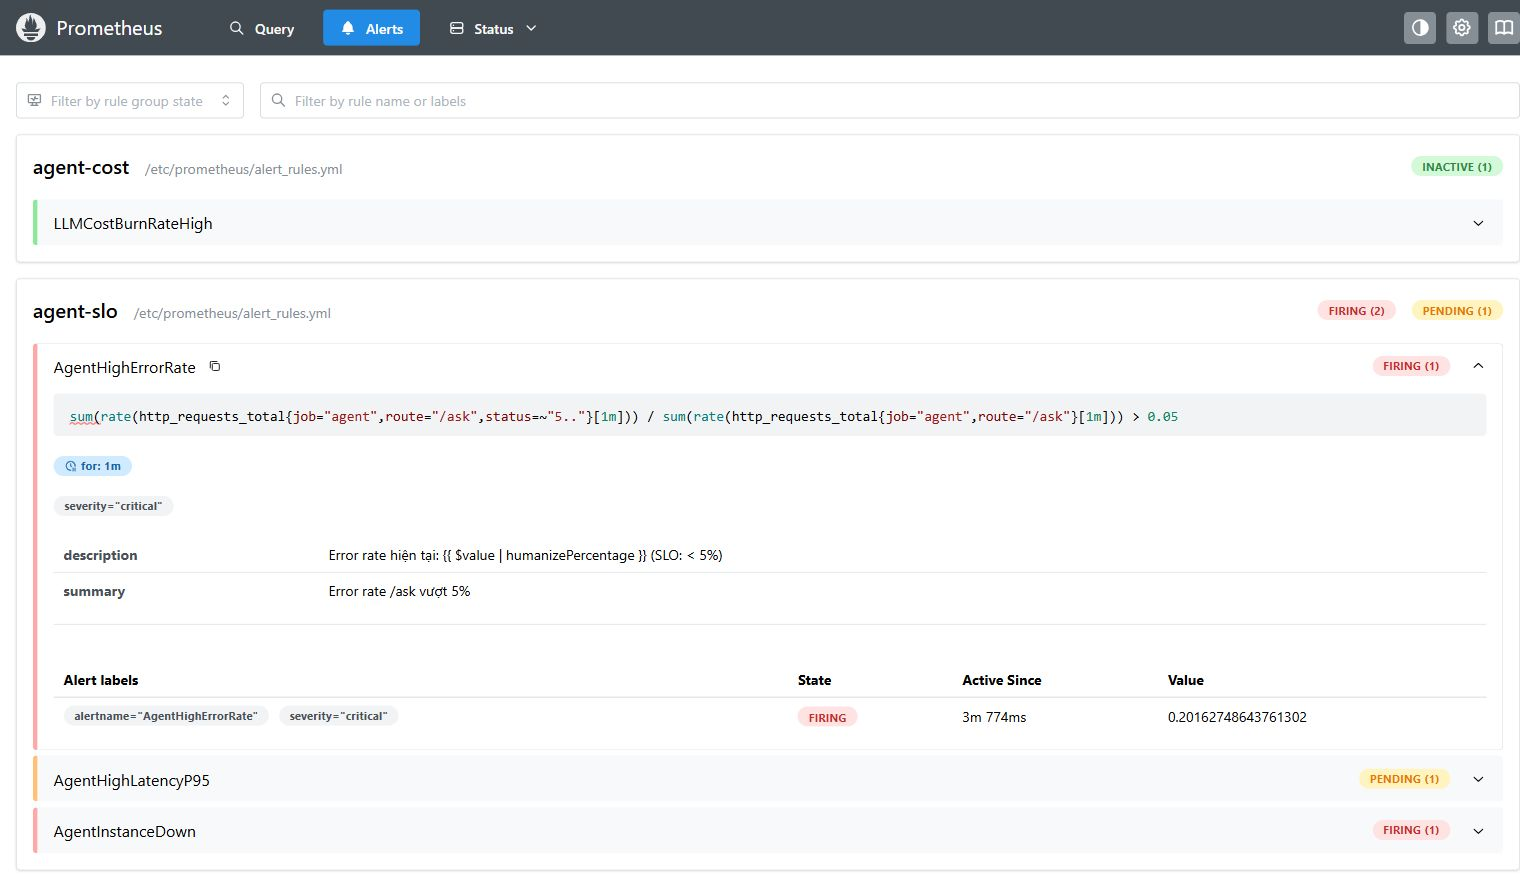 Prometheus Query Alerts Status
Filter by rule group state Filter by rule name or labels
agent-cost /etc/prometheus/alert_rules.yml INACTIVE (1)
LLMCostBurnRateHigh
agent-slo /etc/prometheus/alert_rules.yml FIRING (2) PENDING (1)
AgentHighErrorRate FIRING (1)
sum(rate(http_requests_total{job="agent",route="/ask",status=~"5.."}[1m])) / sum(rate(http_requests_total{job="agent",route="/ask"}[1m])) > 0.05
for: 1m
severity="critical"
description Error rate hiện tại: {{ $value | humanizePercentage }} (SLO: < 5%)
summary Error rate /ask vượt 5%
Alert labels State Active Since Value
alertname="AgentHighErrorRate" severity="critical" FIRING 3m 774ms 0.20162748643761302
AgentHighLatencyP95 PENDING (1)
AgentInstanceDown FIRING (1)